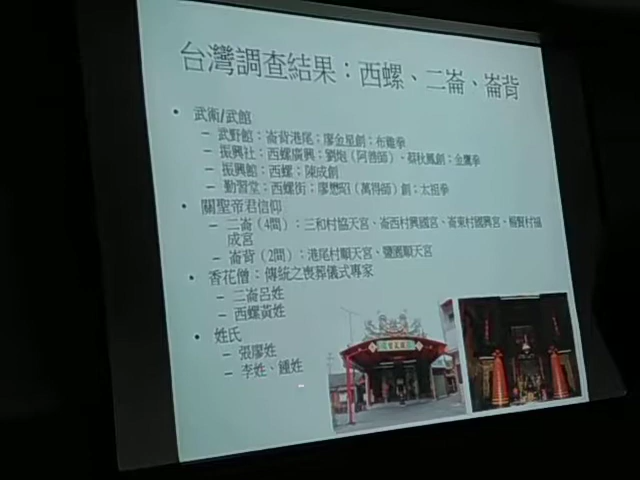 台灣調查結果：西螺、二崙、崙背
• 武術/武館
– 武野館：崙背港尾；廖金星創；布雞拳
– 振興社：西螺廣興；劉炮（阿善師）、蔡秋鳳創；金鷹拳
– 振興館：西螺；陳成創
– 勤習堂：西螺街；廖懋昭（萬得師）創；太祖拳
• 關聖帝君信仰
– 二崙（4間）：三和村協天宮、崙西村興國宮、崙東村國興宮、楊賢村福
成宮
– 崙背（2間）：港尾村順天宮、鹽園順天宮
• 香花僧：傳統之喪葬儀式專家
– 二崙呂姓
– 西螺黃姓
• 姓氏
– 張廖姓
– 李姓、鍾姓